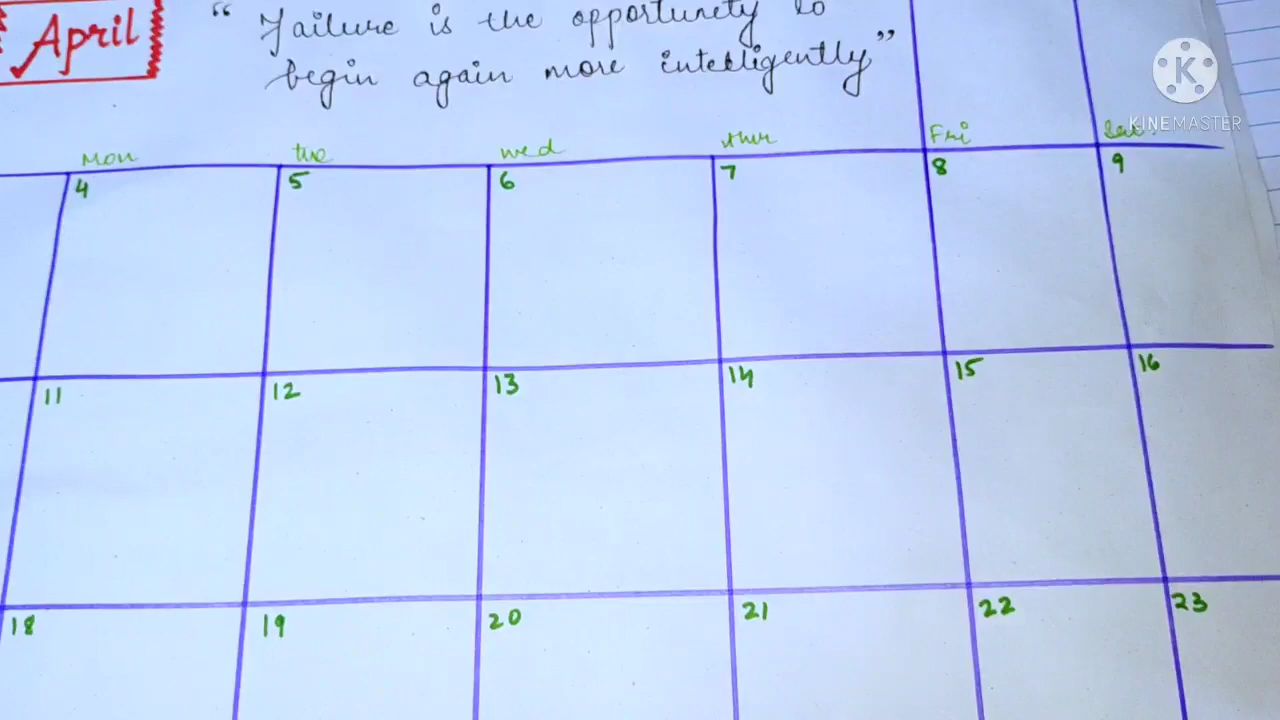 April
“ Failure is the opportunity to
begin again more intelligently”
KINEMASTER
Mon tue wed thur Fri Sat.
4 5 6 7 8 9
11 12 13 14 15 16
18 19 20 21 22 23